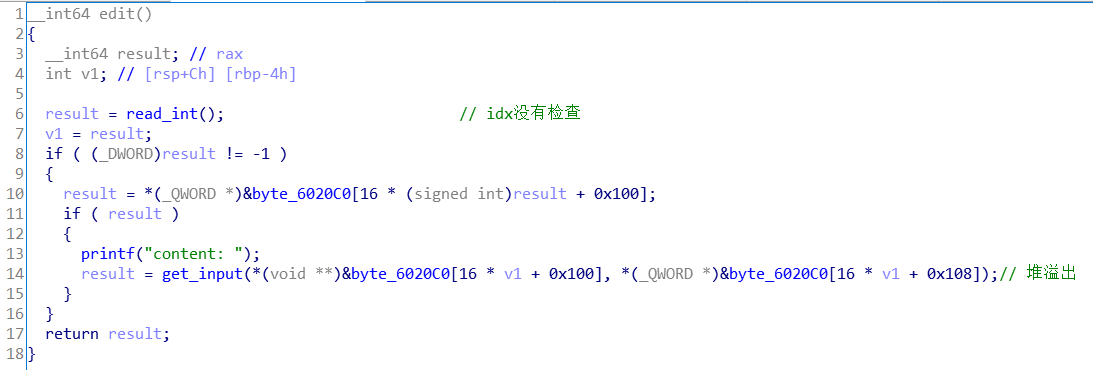 1 __int64 edit()
2 {
3 __int64 result; // rax
4 int v1; // [rsp+Ch] [rbp-4h]
5
6 result = read_int(); // idx没有检查
7 v1 = result;
8 if ( (_DWORD)result != -1 )
9 {
10 result = *(_QWORD *)&byte_6020C0[16 * (signed int)result + 0x100];
11 if ( result )
12 {
13 printf("content: ");
14 result = get_input(*(void **)&byte_6020C0[16 * v1 + 0x100], *(_QWORD *)&byte_6020C0[16 * v1 + 0x108]);// 堆溢出
15 }
16 }
17 return result;
18 }